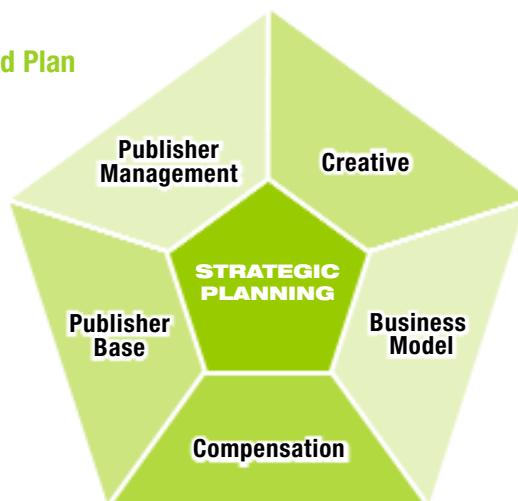 d Plan
Publisher
Management
Creative
STRATEGIC
PLANNING
Publisher
Base
Business
Model
Compensation